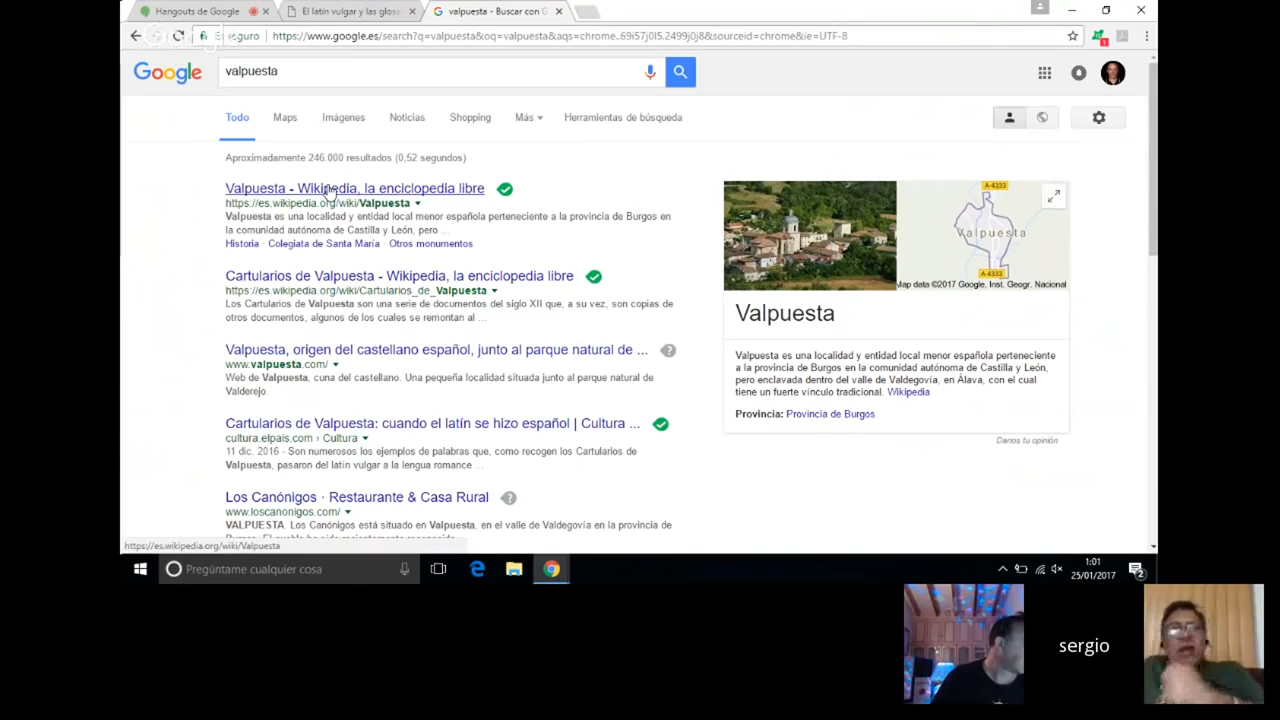 Hangouts de Google
El latín vulgar y las glosa
valpuesta - Buscar con G
https://www.google.es/search?q=valpuesta&oq=valpuesta&aqs=chrome..69i57j0l5.2499j0j8&sourceid=chrome&ie=UTF-8
Google
valpuesta
Todo Maps Imágenes Noticias Shopping Más Herramientas de búsqueda
Aproximadamente 246.000 resultados (0,52 segundos)
Valpuesta - Wikipedia, la enciclopedia libre
https://es.wikipedia.org/wiki/Valpuesta
Valpuesta es una localidad y entidad local menor española perteneciente a la provincia de Burgos en
la comunidad autónoma de Castilla y León, pero ...
Historia · Colegiata de Santa María · Otros monumentos
Cartularios de Valpuesta - Wikipedia, la enciclopedia libre
https://es.wikipedia.org/wiki/Cartularios_de_Valpuesta
Los Cartularios de Valpuesta son una serie de documentos del siglo XII que, a su vez, son copias de
otros documentos, algunos de los cuales se remontan al ...
Valpuesta, origen del castellano español, junto al parque natural de ...
www.valpuesta.com/
Web de Valpuesta, cuna del castellano. Una pequeña localidad situada junto al parque natural de
Valderejo.
Cartularios de Valpuesta: cuando el latín se hizo español | Cultura ...
cultura.elpais.com › Cultura
11 dic. 2016 - Son numerosos los ejemplos de palabras que, como recogen los Cartularios de
Valpuesta, pasaron del latín vulgar a la lengua romance ...
Los Canónigos · Restaurante & Casa Rural
www.loscanonigos.com/
VALPUESTA. Los Canónigos está situado en Valpuesta, en el valle de Valdegovía en la provincia de
https://es.wikipedia.org/wiki/Valpuesta
A-4333
Valpuesta
A-4333
Map data ©2017 Google, Inst. Geogr. Nacional
Valpuesta
Valpuesta es una localidad y entidad local menor española perteneciente
a la provincia de Burgos en la comunidad autónoma de Castilla y León,
pero enclavada dentro del valle de Valdegovía, en Álava, con el cual
tiene un fuerte vínculo tradicional. Wikipedia
Provincia: Provincia de Burgos
Danos tu opinión
Pregúntame cualquier cosa
1:01
25/01/2017
2
sergio